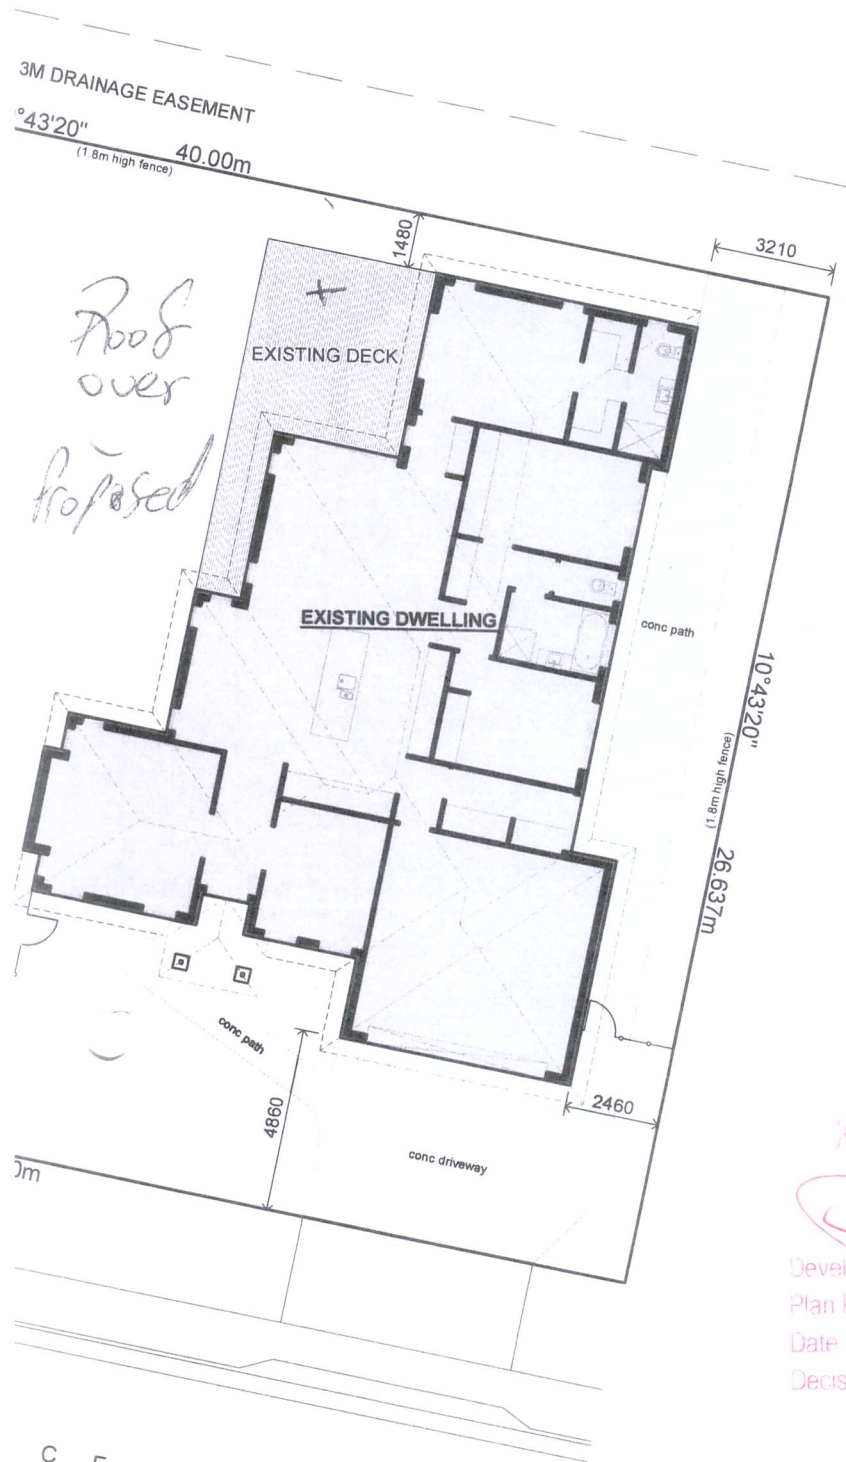 3M DRAINAGE EASEMENT
°43'20"
(1.8m high fence)
40.00m
1480
3210
Roof
over
Proposed
EXISTING DECK
EXISTING DWELLING
conc path
10°43'20"
(1.8m high fence)
26.637m
conc path
4860
2460
conc driveway
0m
Devel
Plan
Date
Decis
C